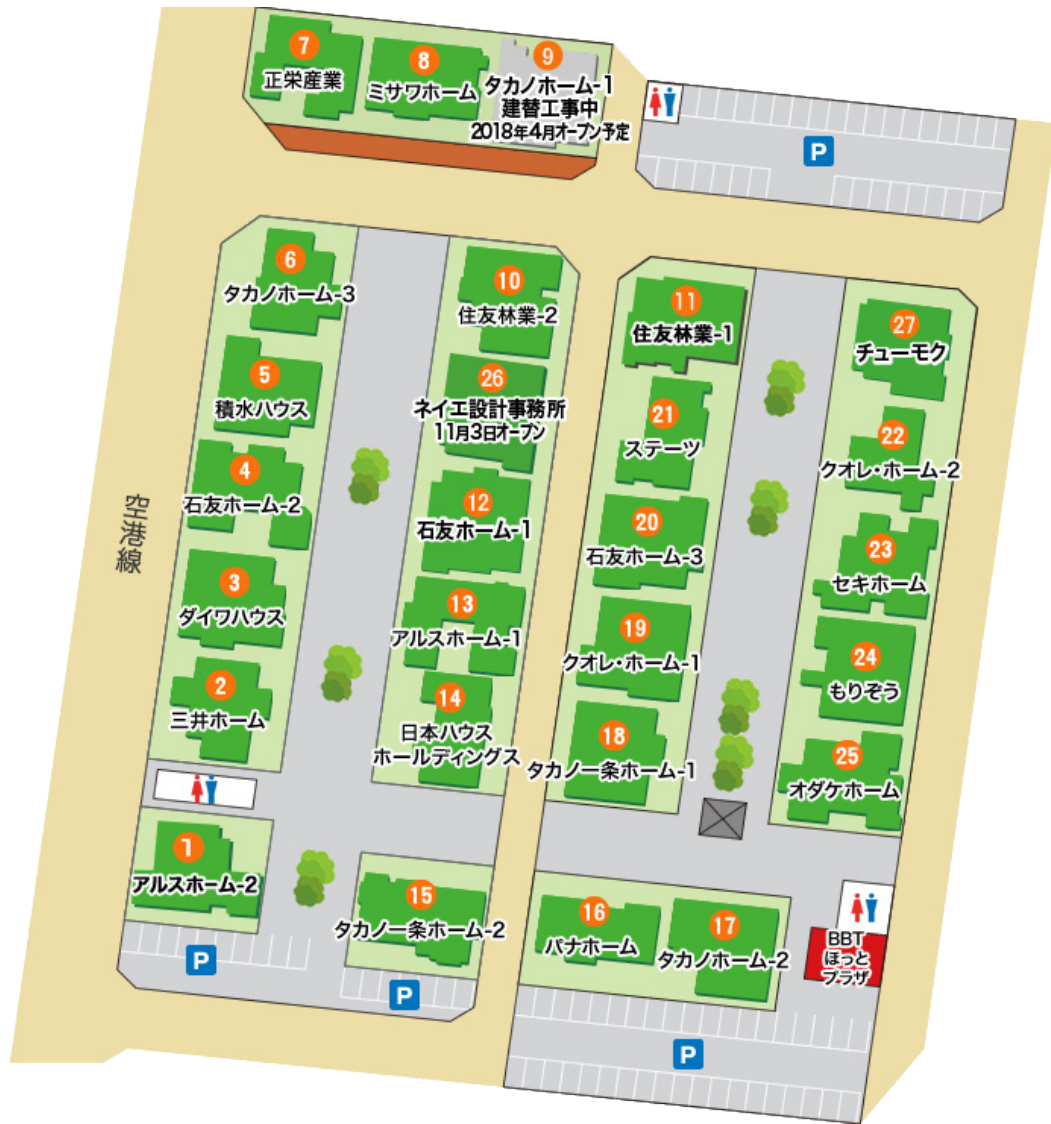 7
正栄産業
8
ミサワホーム
9
タカノホーム-1
建替工事中
2018年4月オープン予定
P
6
タカノホーム-3
10
住友林業-2
11
住友林業-1
27
チューモク
5
積水ハウス
26
ネイエ設計事務所
11月3日オープン
21
ステーツ
22
クオレ・ホーム-2
4
石友ホーム-2
12
石友ホーム-1
20
石友ホーム-3
23
セキホーム
空港線
3
ダイワハウス
13
アルスホーム-1
19
クオレ・ホーム-1
24
もりぞう
2
三井ホーム
14
日本ハウス
ホールディングス
18
タカノ一条ホーム-1
25
オダケホーム
1
アルスホーム-2
15
タカノ一条ホーム-2
16
パナホーム
17
タカノホーム-2
BBT
ほっと
プラザ
P
P
P